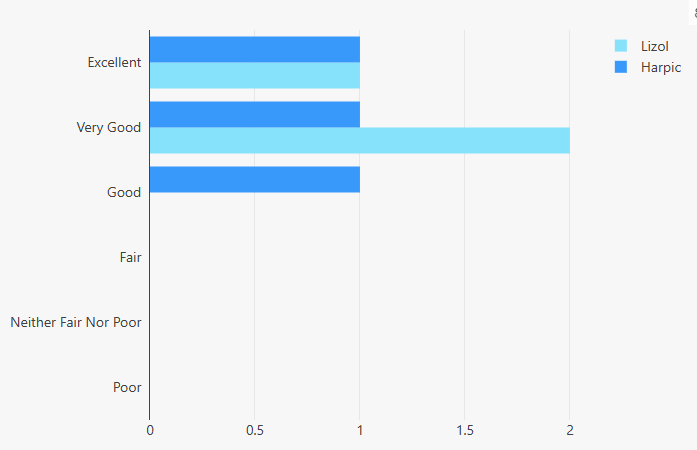 Lizol
Harpic
Excellent
Very Good
Good
Fair
Neither Fair Nor Poor
Poor
0 0.5 1 1.5 2